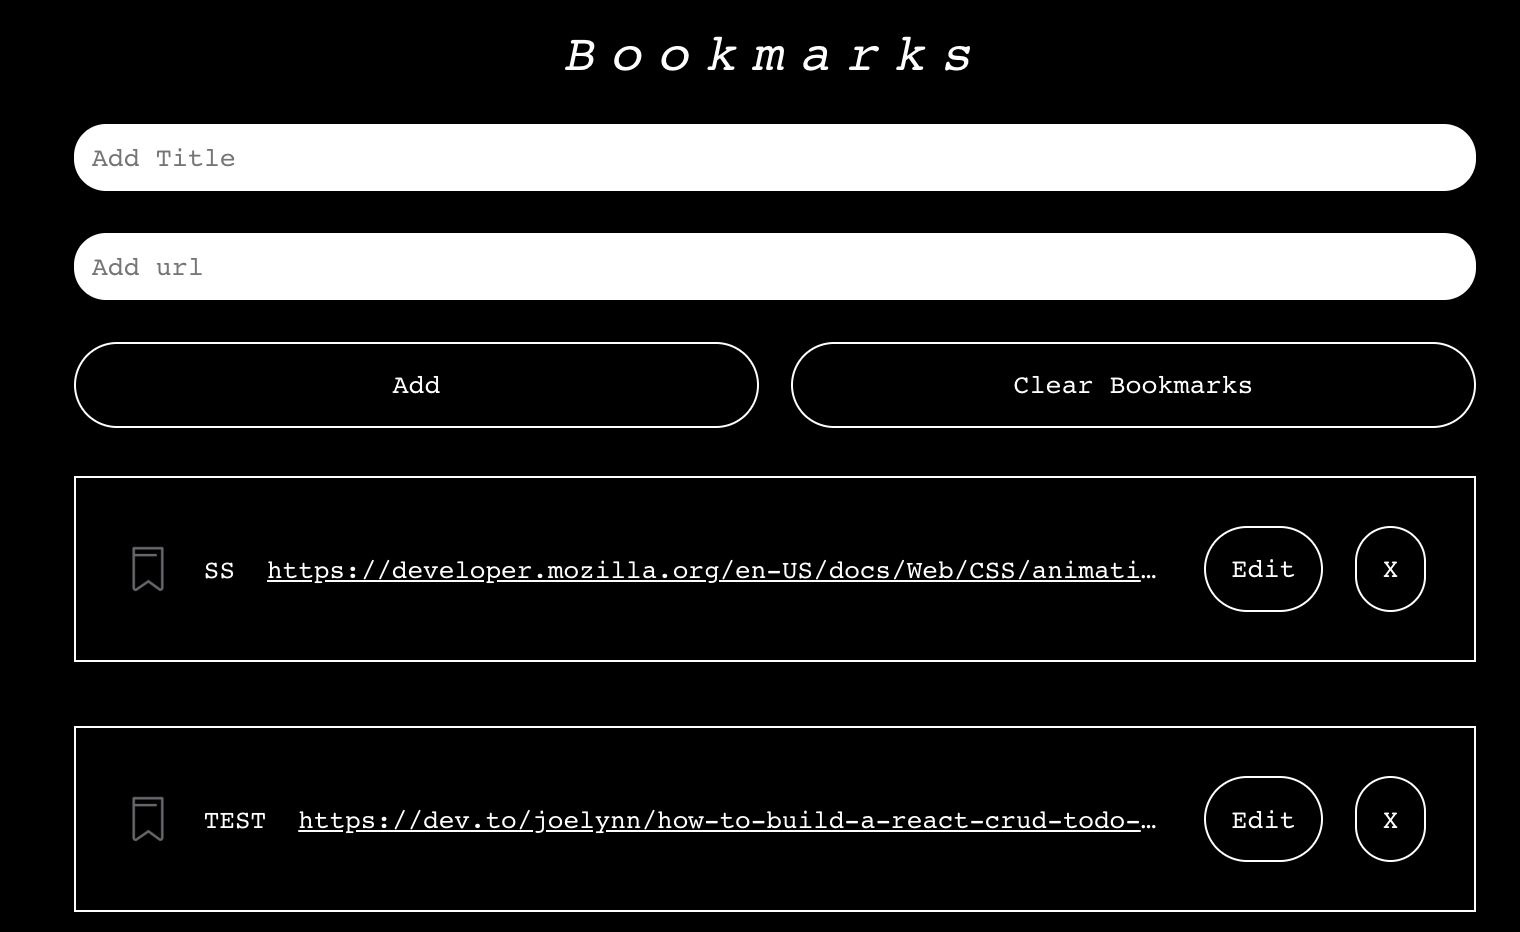 Bookmarks
Add Title
Add url
Add Clear Bookmarks
SS https://developer.mozilla.org/en-US/docs/Web/CSS/animati… Edit X
TEST https://dev.to/joelynn/how-to-build-a-react-crud-todo-… Edit X